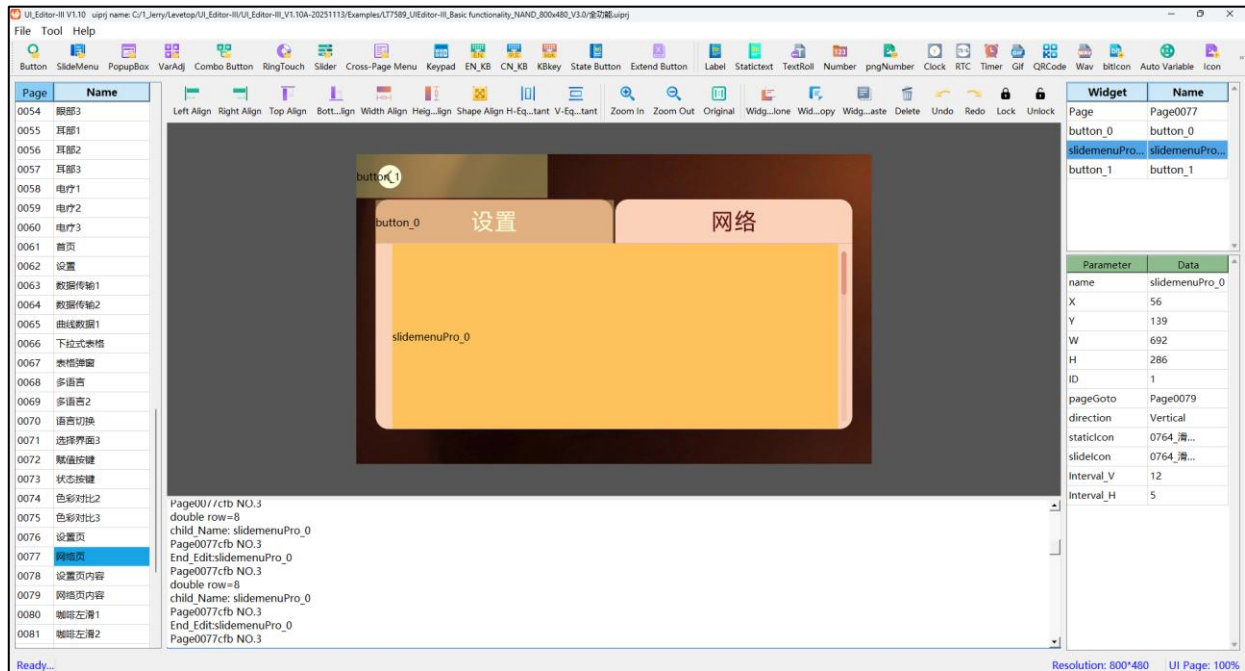 UI_Editor-III V1.10 uiprj name: C:/1_Jerry/Levetop/UI_Editor-III/UI_Editor-III_V1.10A-20251113/Examples/LT7589_UIEditor-III_Basic functionality_NAND_800x480_V3.0/全功能.uiprj
File Tool Help
Button SlideMenu PopupBox VarAdj Combo Button RingTouch Slider Cross-Page Menu Keypad EN_KB CN_KB KBkey State Button Extend Button Label Statictext TextRoll Number pngNumber Clock RTC Timer Gif QRCode Wav biticon Auto Variable Icon
Page Name
0054 眼部3
0055 耳部1
0056 耳部2
0057 耳部3
0058 电疗1
0059 电疗2
0060 电疗3
0061 首页
0062 设置
0063 数据传输1
0064 数据传输2
0065 曲线数据1
0066 下拉式表格
0067 表格弹窗
0068 多语言
0069 多语言2
0070 语言切换
0071 选择界面3
0072 赋值按键
0073 状态按键
0074 色彩对比2
0075 色彩对比3
0076 设置页
0077 网络页
0078 设置页内容
0079 网络页内容
0080 咖啡左滑1
0081 咖啡左滑2
Left Align Right Align Top Align Bott...lign Width Align Heig...lign Shape Align H-Eq...tant V-Eq...tant Zoom In Zoom Out Original Widg...lone Wid...opy Widg...aste Delete Undo Redo Lock Unlock
button_1
button_0 设置 网络
slidemenuPro_0
Page0077cfb NO.3
double row=8
child_Name: slidemenuPro_0
Page0077cfb NO.3
End_Edit:slidemenuPro_0
Page0077cfb NO.3
double row=8
child_Name: slidemenuPro_0
Page0077cfb NO.3
End_Edit:slidemenuPro_0
Page0077cfb NO.3
Widget Name
Page Page0077
button_0 button_0
slidemenuPro... slidemenuPro...
button_1 button_1
Parameter Data
name slidemenuPro_0
X 56
Y 139
W 692
H 286
ID 1
pageGoto Page0079
direction Vertical
staticIcon 0764_滑...
slideIcon 0764_滑...
Interval_V 12
Interval_H 5
Ready... Resolution: 800*480 UI Page: 100%